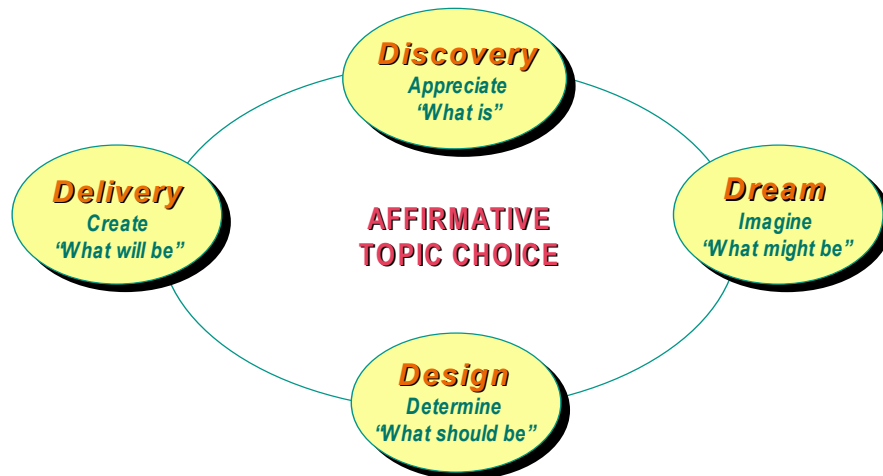 Discovery
Appreciate
“What is”
Delivery
Create
“What will be”
AFFIRMATIVE
TOPIC CHOICE
Dream
Imagine
“What might be”
Design
Determine
“What should be”